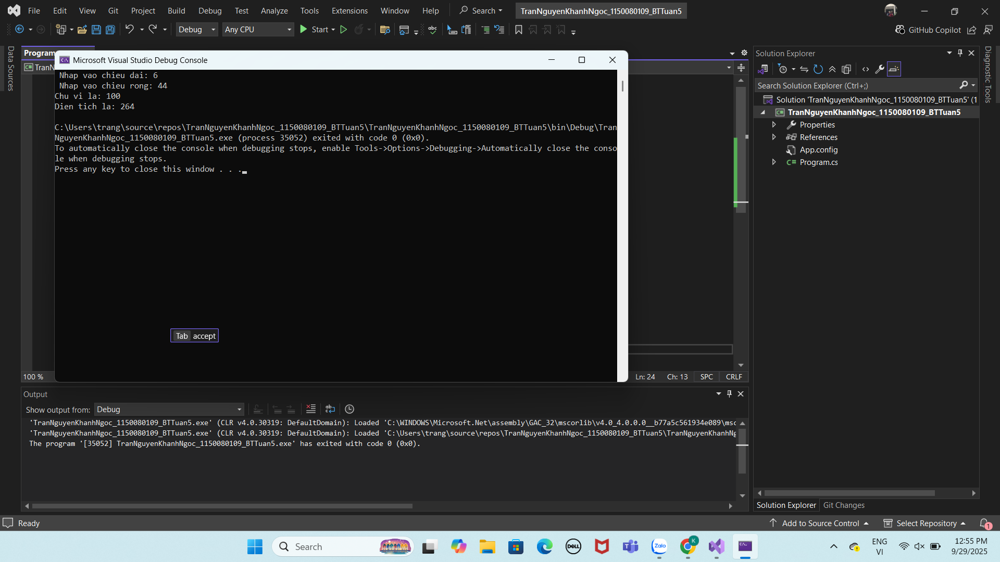 File Edit View Git Project Build Debug Test Analyze Tools Extensions Window Help Search TranNguyenKhanhNgoc_1150080109_BTTuan5
Debug Any CPU Start GitHub Copilot
Data Sources
Program
TranN
Microsoft Visual Studio Debug Console
Nhap vao chieu dai: 6
Nhap vao chieu rong: 44
Chu vi la: 100
Dien tich la: 264
C:\Users\trang\source\repos\TranNguyenKhanhNgoc_1150080109_BTTuan5\TranNguyenKhanhNgoc_1150080109_BTTuan5\bin\Debug\Tran
NguyenKhanhNgoc_1150080109_BTTuan5.exe (process 35052) exited with code 0 (0x0).
To automatically close the console when debugging stops, enable Tools->Options->Debugging->Automatically close the conso
le when debugging stops.
Press any key to close this window . . .
Tab accept
100 % Ln: 24 Ch: 13 SPC CRLF
Output
Show output from: Debug
'TranNguyenKhanhNgoc_1150080109_BTTuan5.exe' (CLR v4.0.30319: DefaultDomain): Loaded 'C:\WINDOWS\Microsoft.Net\assembly\GAC_32\mscorlib\v4.0_4.0.0.0__b77a5c561934e089\msc
'TranNguyenKhanhNgoc_1150080109_BTTuan5.exe' (CLR v4.0.30319: DefaultDomain): Loaded 'C:\Users\trang\source\repos\TranNguyenKhanhNgoc_1150080109_BTTuan5\TranNguyenKhanhNg
The program '[35052] TranNguyenKhanhNgoc_1150080109_BTTuan5.exe' has exited with code 0 (0x0).
Solution Explorer
Search Solution Explorer (Ctrl+;)
Solution 'TranNguyenKhanhNgoc_1150080109_BTTuan5' (1
TranNguyenKhanhNgoc_1150080109_BTTuan5
Properties
References
App.config
C# Program.cs
Solution Explorer Git Changes
Diagnostic Tools
Ready Add to Source Control Select Repository 1
Search DELL Zalo K ENG VI 12:55 PM
9/29/2025